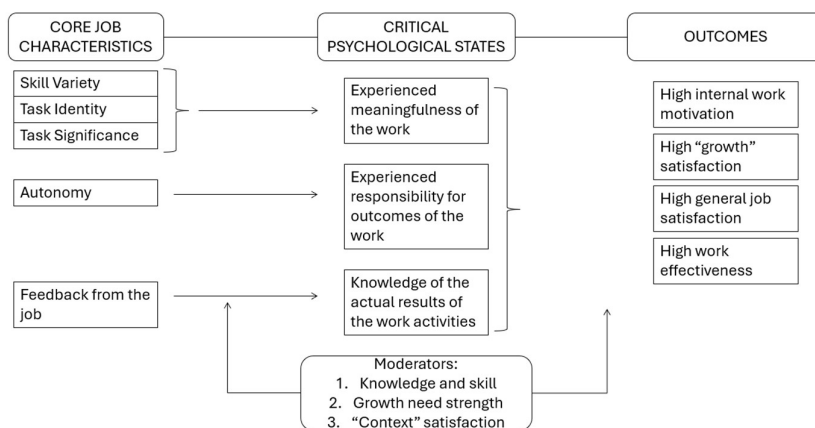 CORE JOB
CHARACTERISTICS
CRITICAL
PSYCHOLOGICAL STATES
OUTCOMES
Skill Variety
Task Identity
Task Significance
Autonomy
Feedback from the
job
Experienced
meaningfulness of
the work
Experienced
responsibility for
outcomes of the
work
Knowledge of the
actual results of
the work activities
High internal work
motivation
High “growth”
satisfaction
High general job
satisfaction
High work
effectiveness
Moderators:
1. Knowledge and skill
2. Growth need strength
3. “Context” satisfaction